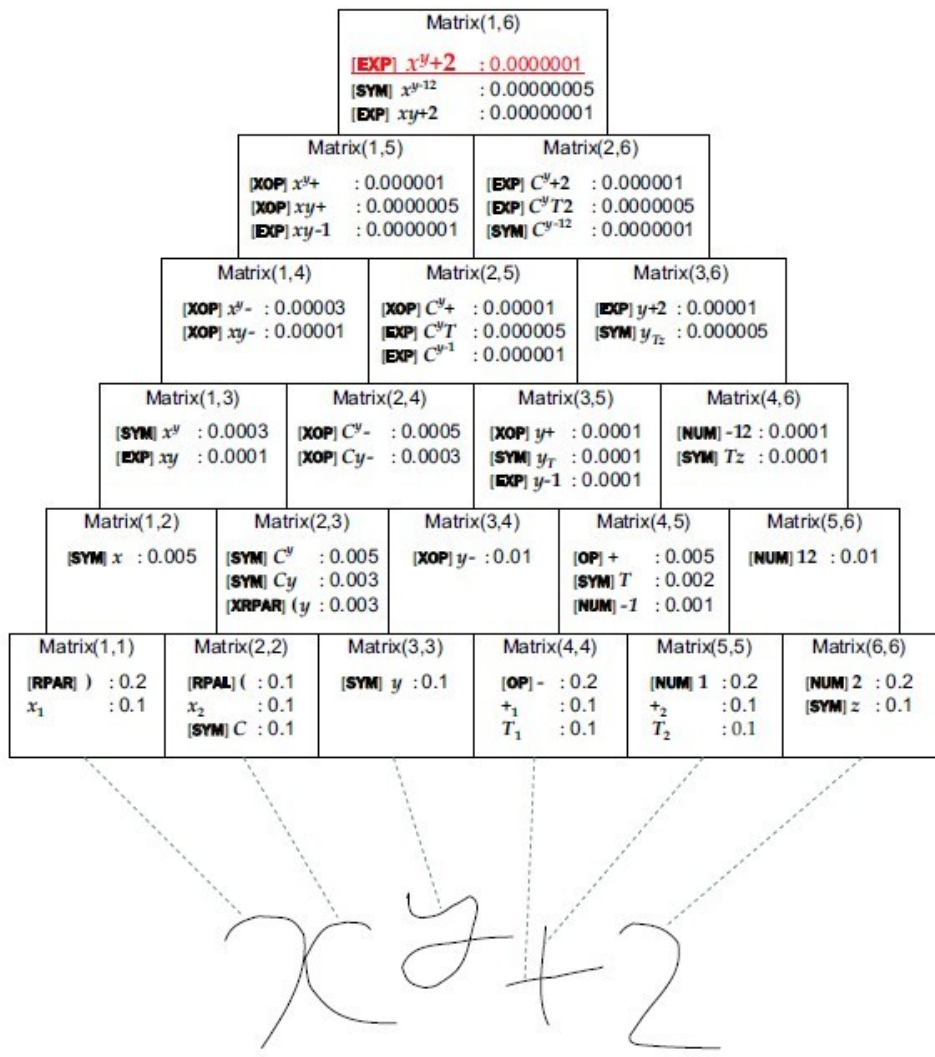 Matrix(1,6)
[EXP] x^y+2 : 0.0000001
[SYM] x^y-12 : 0.00000005
[EXP] xy+2 : 0.00000001
Matrix(1,5)
[XOP] x^y+ : 0.000001
[XOP] xy+ : 0.0000005
[EXP] xy-1 : 0.0000001
Matrix(2,6)
[EXP] C^y+2 : 0.000001
[EXP] C^yT2 : 0.0000005
[SYM] C^y-12 : 0.0000001
Matrix(1,4)
[XOP] x^y- : 0.00003
[XOP] xy- : 0.00001
Matrix(2,5)
[XOP] C^y+ : 0.00001
[EXP] C^yT : 0.000005
[EXP] C^y-1 : 0.000001
Matrix(3,6)
[EXP] y+2 : 0.00001
[SYM] y_Tz : 0.000005
Matrix(1,3)
[SYM] x^y : 0.0003
[EXP] xy : 0.0001
Matrix(2,4)
[XOP] C^y- : 0.0005
[XOP] Cy- : 0.0003
Matrix(3,5)
[XOP] y+ : 0.0001
[SYM] y_T : 0.0001
[EXP] y-1 : 0.0001
Matrix(4,6)
[NUM] -12 : 0.0001
[SYM] Tz : 0.0001
Matrix(1,2)
[SYM] x : 0.005
Matrix(2,3)
[SYM] C^y : 0.005
[SYM] Cy : 0.003
[XRPAR] (y : 0.003
Matrix(3,4)
[XOP] y- : 0.01
Matrix(4,5)
[OP] + : 0.005
[SYM] T : 0.002
[NUM] -1 : 0.001
Matrix(5,6)
[NUM] 12 : 0.01
Matrix(1,1)
[RPAR] ) : 0.2
x_1 : 0.1
Matrix(2,2)
[RPAL] ( : 0.1
x_2 : 0.1
[SYM] C : 0.1
Matrix(3,3)
[SYM] y : 0.1
Matrix(4,4)
[OP] - : 0.2
+_1 : 0.1
T_1 : 0.1
Matrix(5,5)
[NUM] 1 : 0.2
+_2 : 0.1
T_2 : 0.1
Matrix(6,6)
[NUM] 2 : 0.2
[SYM] z : 0.1
x^y+2